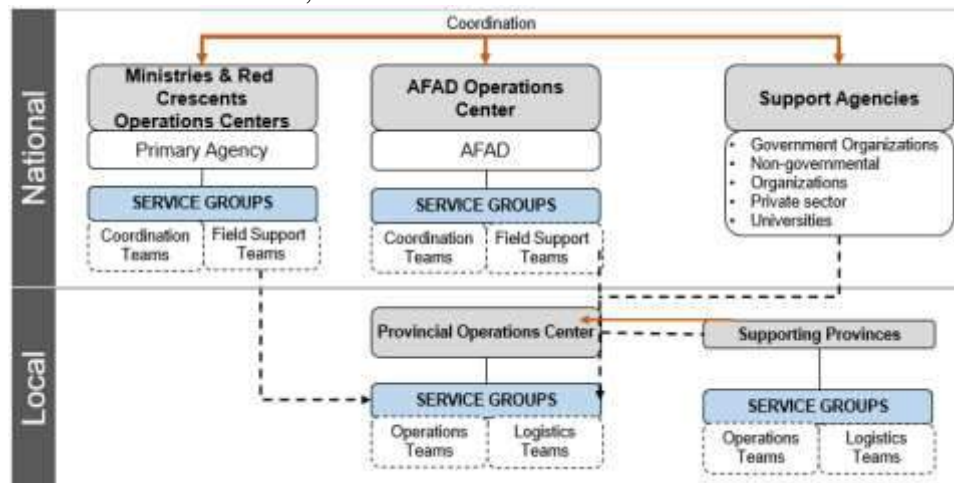 Coordination
National
Ministries & Red
Crescents
Operations Centers
Primary Agency
SERVICE GROUPS
Coordination
Teams
Field Support
Teams
AFAD Operations
Center
AFAD
SERVICE GROUPS
Coordination
Teams
Field Support
Teams
Support Agencies
• Government Organizations
• Non-governmental
• Organizations
• Private sector
• Universities
Local
Provincial Operations Center
SERVICE GROUPS
Operations
Teams
Logistics
Teams
Supporting Provinces
SERVICE GROUPS
Operations
Teams
Logistics
Teams